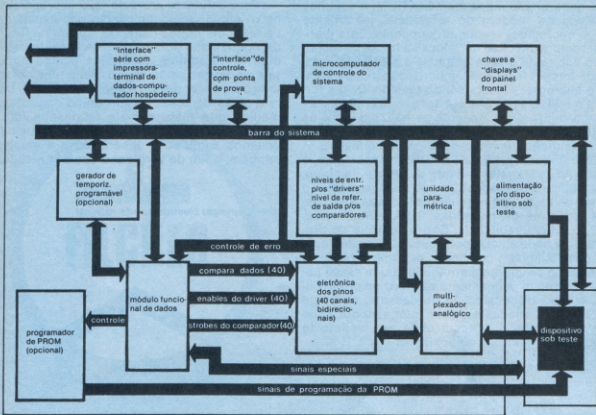 "interface"
série com
impressora-
terminal de
dados-compu-
tador hospedeiro
"interface" de
controle,
com ponta
de prova
microcomputador
de controle do
sistema
chaves e
"displays"
do painel
frontal
barra do sistema
gerador de
temporiz.
programável
(opcional)
níveis de entr.
p/os "drivers"
nível de refer.
de saída p/os
comparadores
unidade
para-
métrica
alimentação
p/o dispo-
sitivo sob
teste
controle de erro
compara dados (40)
enables do driver (40)
strobes do comparador(40
módulo funcio-
nal de dados
eletrônica
dos pinos
(40 canais,
bidirecio-
nais)
multi-
plexador
analógico
dispositivo
sob teste
programador
de PROM
(opcional)
controle
sinais especiais
sinais de programação da PROM